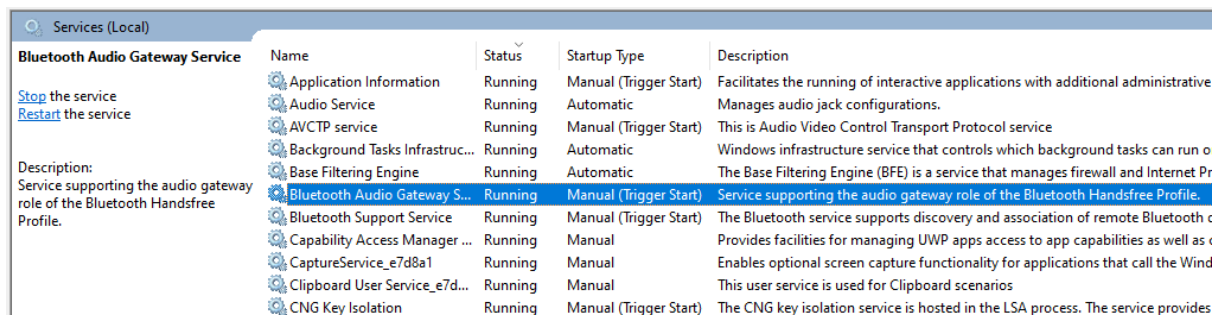 Services (Local)
Bluetooth Audio Gateway Service
Stop the service
Restart the service
Description:
Service supporting the audio gateway
role of the Bluetooth Handsfree
Profile.
Name Status Startup Type Description
Application Information Running Manual (Trigger Start) Facilitates the running of interactive applications with additional administrative
Audio Service Running Automatic Manages audio jack configurations.
AVCTP service Running Manual (Trigger Start) This is Audio Video Control Transport Protocol service
Background Tasks Infrastruc... Running Automatic Windows infrastructure service that controls which background tasks can run o
Base Filtering Engine Running Automatic The Base Filtering Engine (BFE) is a service that manages firewall and Internet Pr
Bluetooth Audio Gateway S... Running Manual (Trigger Start) Service supporting the audio gateway role of the Bluetooth Handsfree Profile.
Bluetooth Support Service Running Manual (Trigger Start) The Bluetooth service supports discovery and association of remote Bluetooth d
Capability Access Manager ... Running Manual Provides facilities for managing UWP apps access to app capabilities as well as
CaptureService_e7d8a1 Running Manual Enables optional screen capture functionality for applications that call the Wind
Clipboard User Service_e7d... Running Manual This user service is used for Clipboard scenarios
CNG Key Isolation Running Manual (Trigger Start) The CNG key isolation service is hosted in the LSA process. The service provides